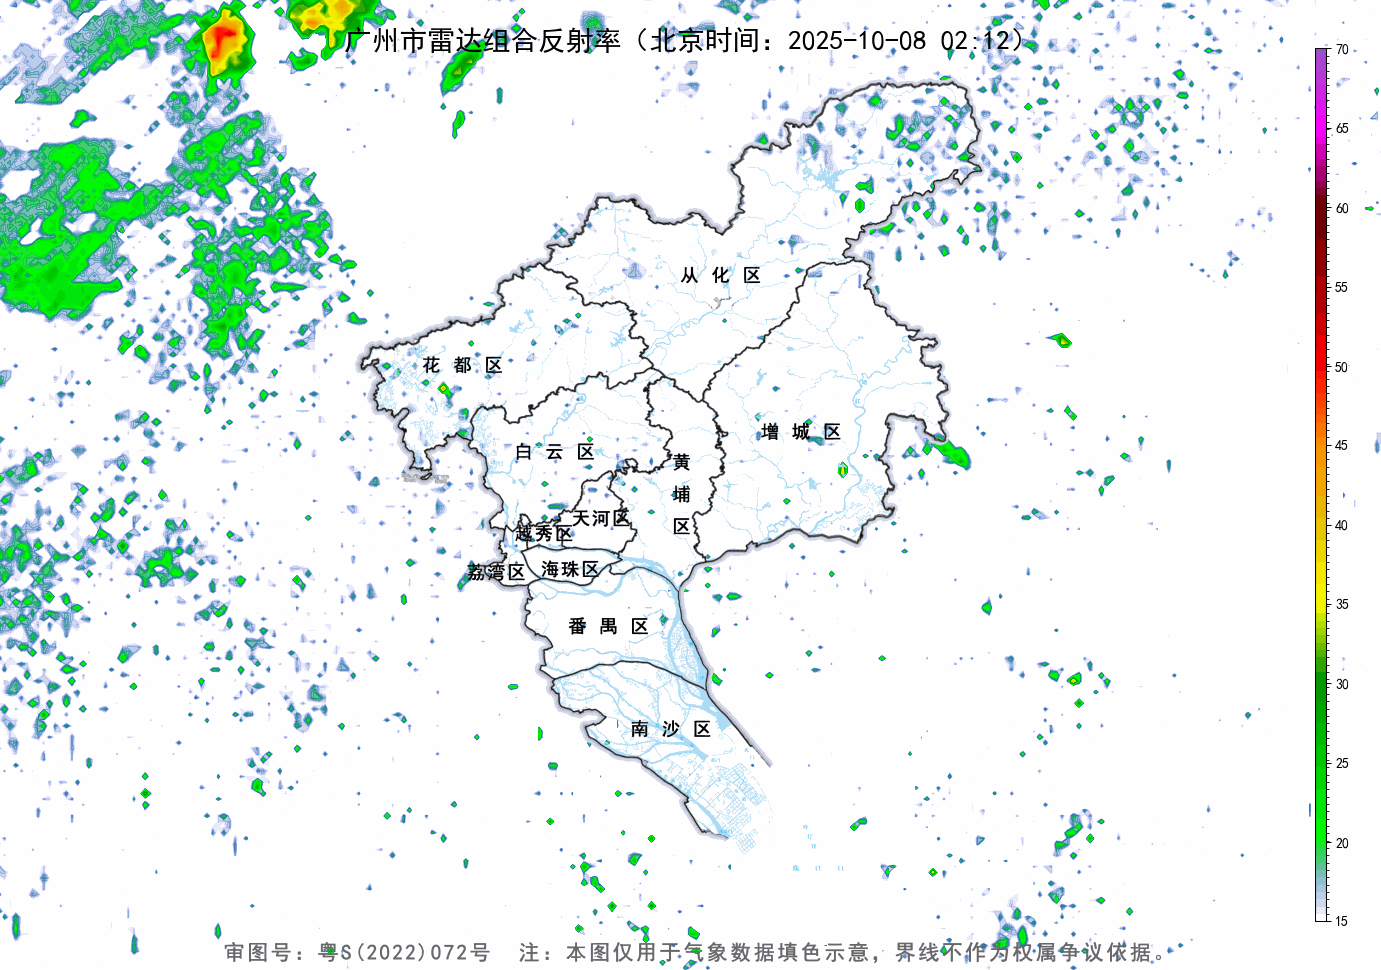 广州市雷达组合反射率（北京时间：2025-10-08 02:12）
70
65
60
55
50
45
40
35
30
25
20
15
从化区
花都区
增城区
白云区
黄埔区
天河区
越秀区
荔湾区
海珠区
番禺区
南沙区
审图号：粤S(2022)072号 注：本图仅用于气象数据填色示意，界线不作为权属争议依据。